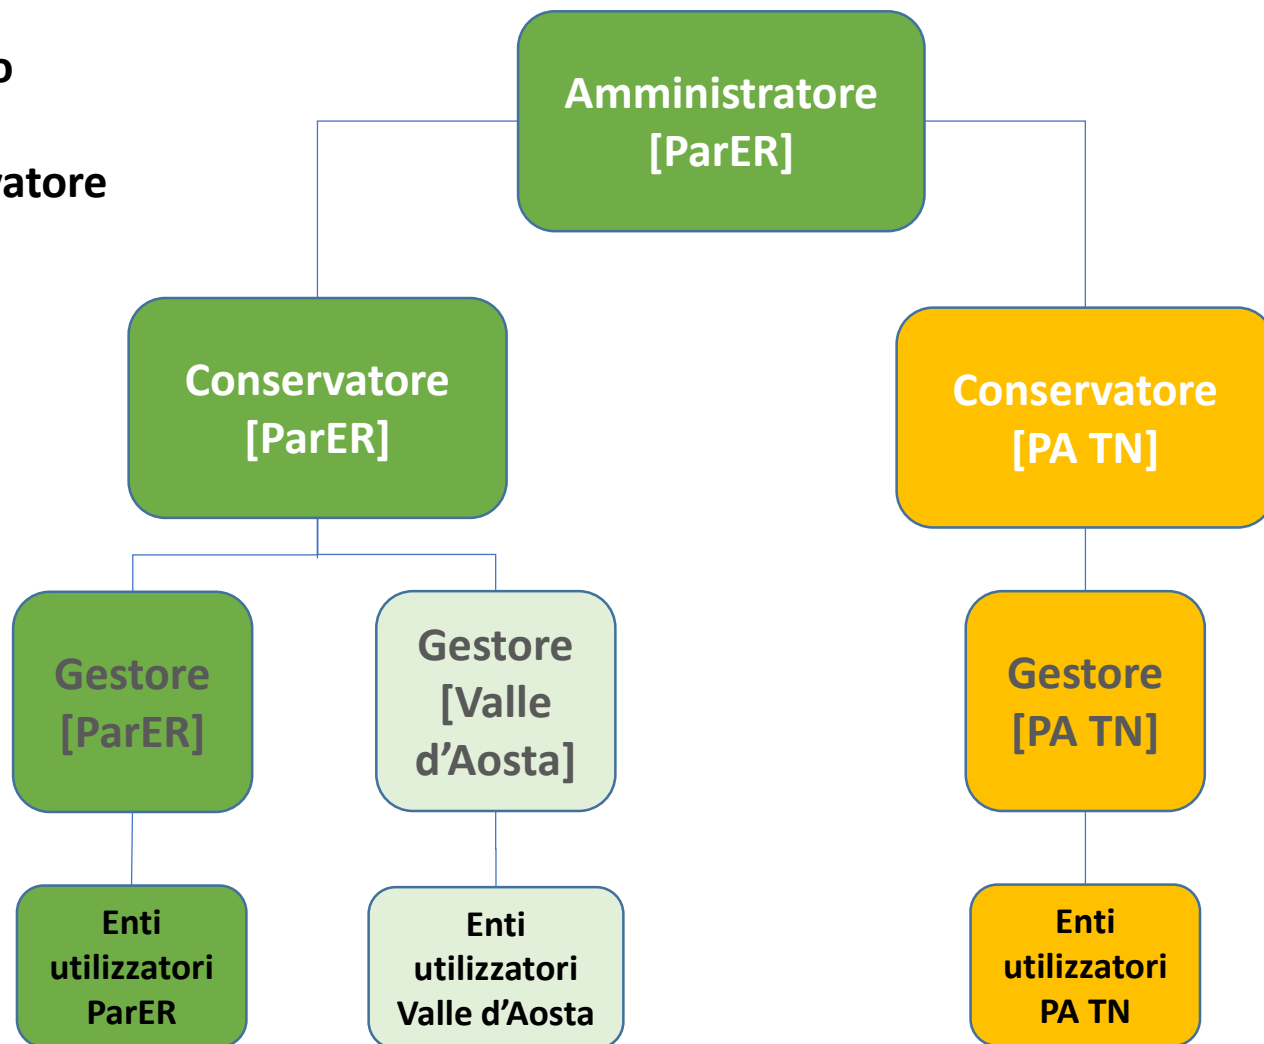 Amministratore
[ParER]
Conservatore
[ParER]
Conservatore
[PA TN]
Gestore
[ParER]
Gestore
[Valle
d’Aosta]
Gestore
[PA TN]
Enti
utilizzatori
ParER
Enti
utilizzatori
Valle d’Aosta
Enti
utilizzatori
PA TN